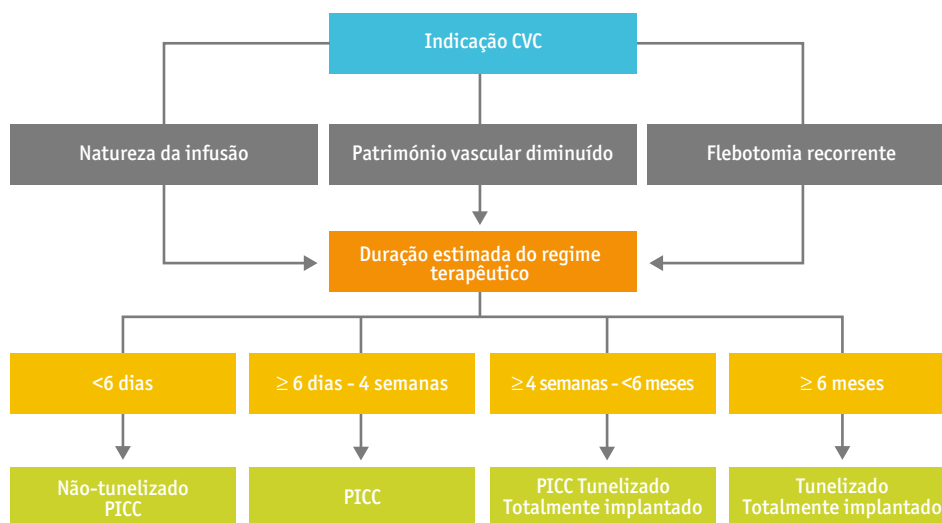 Indicação CVC
Natureza da infusão
Património vascular diminuído
Flebotomia recorrente
Duração estimada do regime
terapêutico
<6 dias
≥ 6 dias - 4 semanas
≥ 4 semanas - <6 meses
≥ 6 meses
Não-tunelizado
PICC
PICC
PICC Tunelizado
Totalmente implantado
Tunelizado
Totalmente implantado